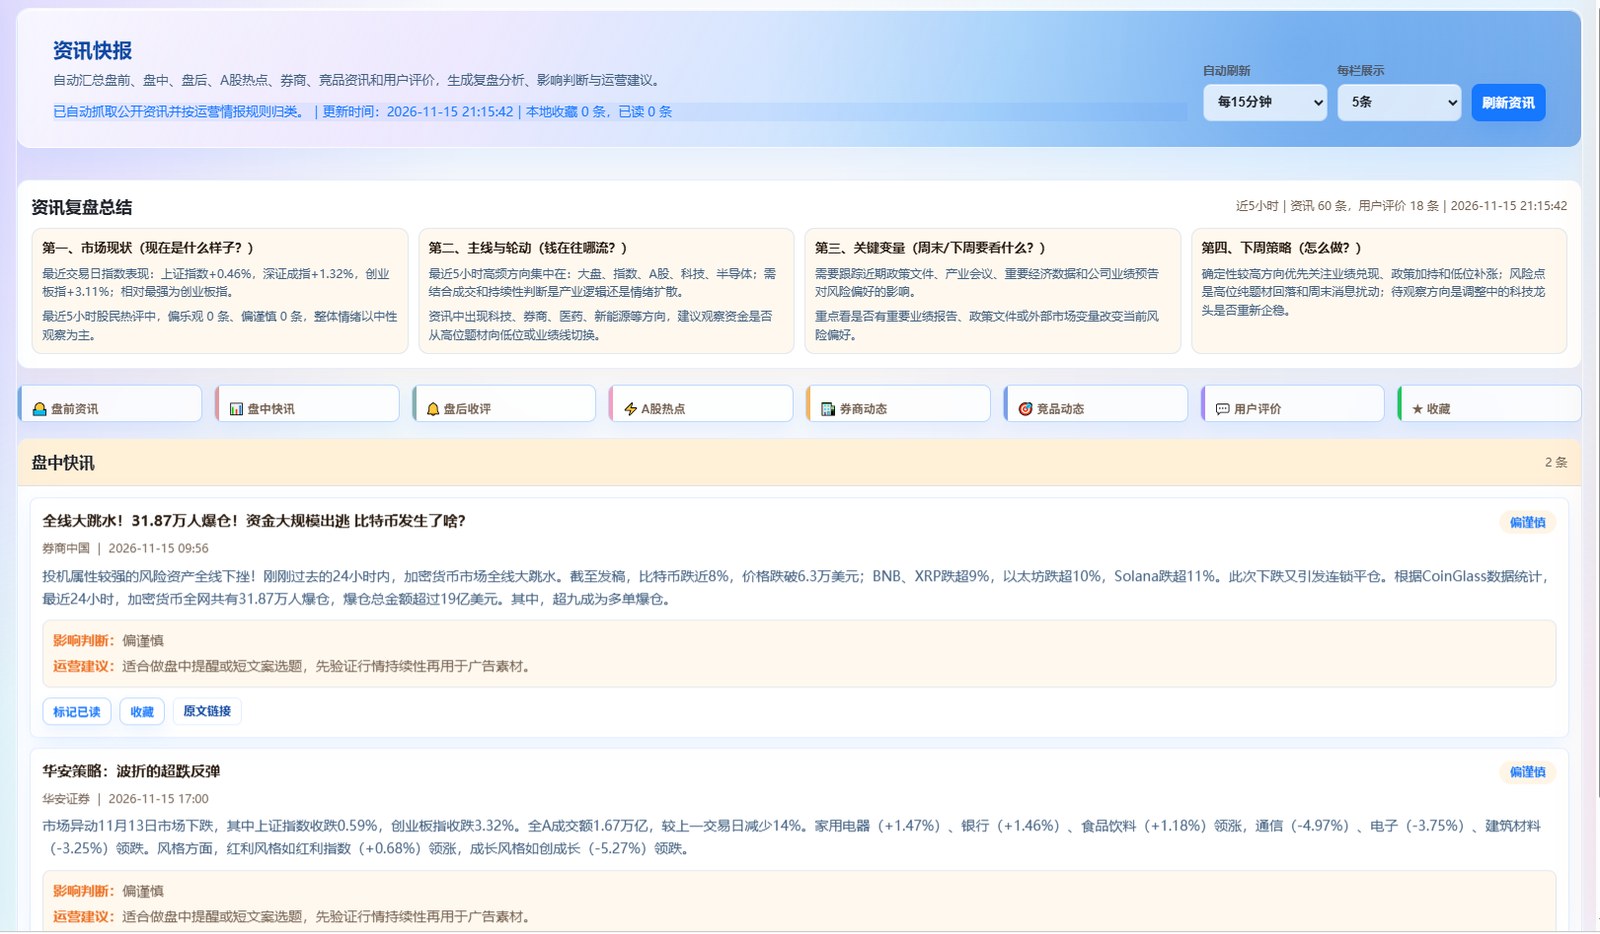 资讯快报
自动汇总盘前、盘中、盘后、A股热点、券商、竞品资讯和用户评价，生成复盘分析、影响判断与运营建议。
已自动抓取公开资讯并按运营情报规则归类。 | 更新时间：2026-11-15 21:15:42 | 本地收藏 0 条，已读 0 条
自动刷新
每15分钟
每栏展示
5条
刷新资讯
资讯复盘总结
近5小时 | 资讯 60 条，用户评价 18 条 | 2026-11-15 21:15:42
第一、市场现状（现在是什么样子？）
最近交易日指数表现：上证指数+0.46%，深证成指+1.32%，创业
板指+3.11%；相对最强为创业板指。
最近5小时股民热评中，偏乐观 0 条、偏谨慎 0 条，整体情绪以中性
观察为主。
第二、主线与轮动（钱在往哪流？）
最近5小时高频方向集中在：大盘、指数、A股、科技、半导体；需
结合成交和持续性判断是产业逻辑还是情绪扩散。
资讯中出现科技、券商、医药、新能源等方向，建议观察资金是否
从高位题材向低位或业绩线切换。
第三、关键变量（周末/下周要看什么？）
需要跟踪近期政策文件、产业会议、重要经济数据和公司业绩预告
对风险偏好的影响。
重点看是否有重要业绩报告、政策文件或外部市场变量改变当前风
险偏好。
第四、下周策略（怎么做？）
确定性较高方向优先关注业绩兑现、政策加持和低位补涨；风险点
是高位纯题材回落和周末消息扰动；待观察方向是调整中的科技龙
头是否重新企稳。
盘前资讯
盘中快讯
盘后收评
A股热点
券商动态
竞品动态
用户评价
★ 收藏
盘中快讯
2 条
全线大跳水！31.87万人爆仓！资金大规模出逃 比特币发生了啥？
偏谨慎
券商中国 | 2026-11-15 09:56
投机属性较强的风险资产全线下挫！刚刚过去的24小时内，加密货币市场全线大跳水。截至发稿，比特币跌近8%，价格跌破6.3万美元；BNB、XRP跌超9%，以太坊跌超10%，Solana跌超11%。此次下跌又引发连锁平仓。根据CoinGlass数据统计，
最近24小时，加密货币全网共有31.87万人爆仓，爆仓总金额超过19亿美元。其中，超九成为多单爆仓。
影响判断：偏谨慎
运营建议：适合做盘中提醒或短文案选题，先验证行情持续性再用于广告素材。
标记已读
收藏
原文链接
华安策略：波折的超跌反弹
偏谨慎
华安证券 | 2026-11-15 17:00
市场异动11月13日市场下跌，其中上证指数收跌0.59%，创业板指收跌3.32%。全A成交额1.67万亿，较上一交易日减少14%。家用电器（+1.47%）、银行（+1.46%）、食品饮料（+1.18%）领涨，通信（-4.97%）、电子（-3.75%）、建筑材料
（-3.25%）领跌。风格方面，红利风格如红利指数（+0.68%）领涨，成长风格如创成长（-5.27%）领跌。
影响判断：偏谨慎
运营建议：适合做盘中提醒或短文案选题，先验证行情持续性再用于广告素材。